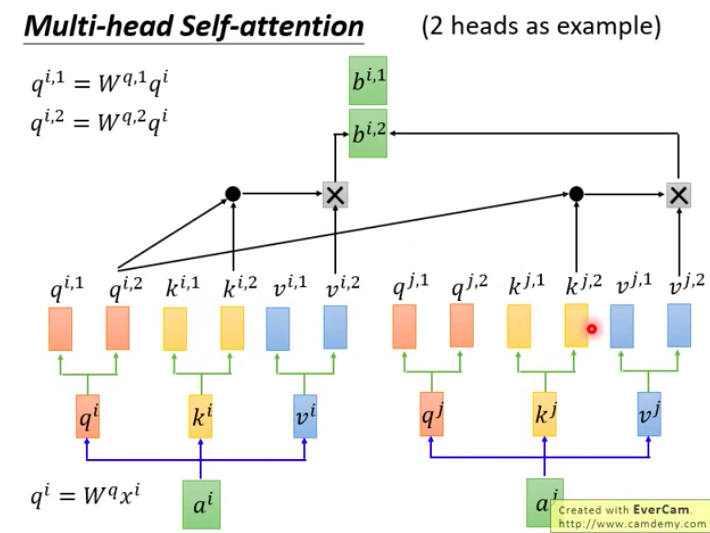 Multi-head Self-attention (2 heads as example)
q^{i,1} = W^{q,1}q^i
q^{i,2} = W^{q,2}q^i
b^{i,1}
b^{i,2}
q^{i,1} q^{i,2} k^{i,1} k^{i,2} v^{i,1} v^{i,2} q^{j,1} q^{j,2} k^{j,1} k^{j,2} v^{j,1} v^{j,2}
q^i k^i v^i q^j k^j v^j
q^i = W^q x^i
a^i a^j
Created with EverCam.
http://www.camdemy.com